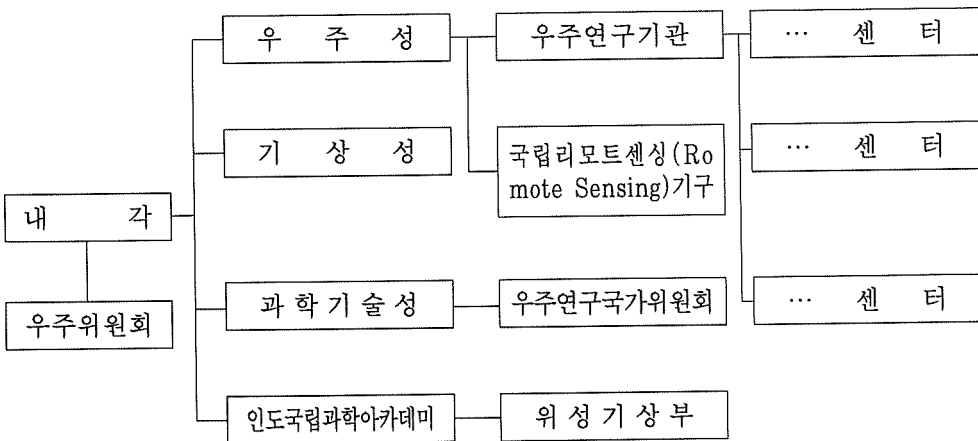 우 주 성
우주연구기관
… 센 터
기 상 성
국립리모트센싱(Ro
mote Sensing)기구
… 센 터
내 각
우주위원회
과 학 기 술 성
우주연구국가위원회
… 센 터
인도국립과학아카데미
위 성 기 상 부